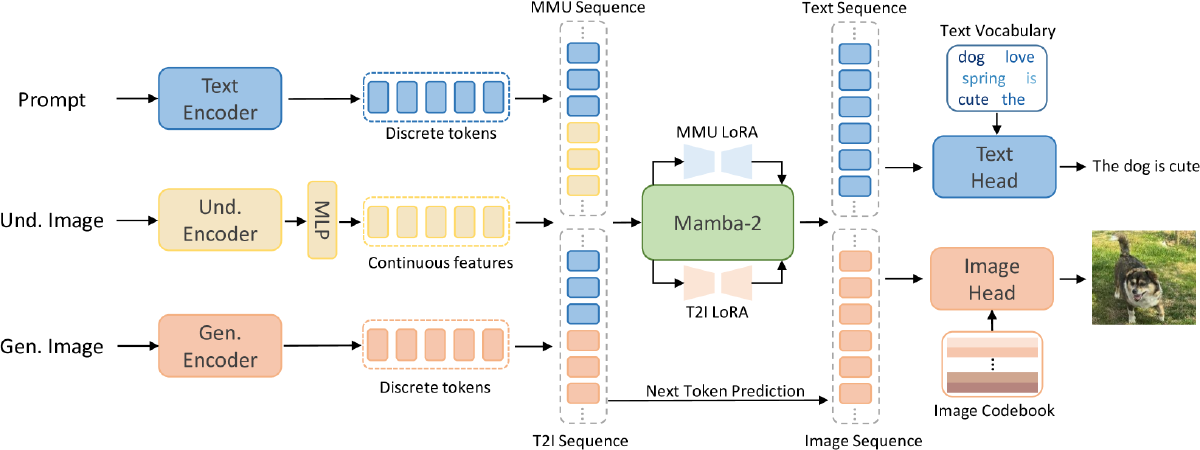 MMU Sequence
Text Sequence
Text Vocabulary
dog love
spring is
cute the
Prompt
Text
Encoder
Discrete tokens
MMU LoRA
Text
Head
The dog is cute
Und. Image
Und.
Encoder
MLP
Continuous features
Mamba-2
T2I LoRA
Image
Head
Gen. Image
Gen.
Encoder
Discrete tokens
Next Token Prediction
Image Codebook
T2I Sequence
Image Sequence